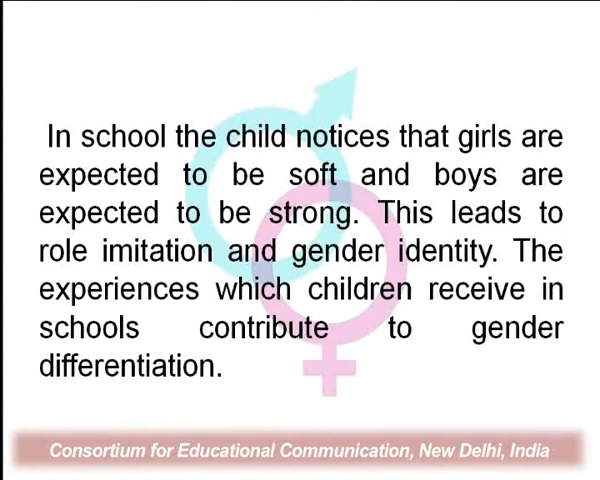 In school the child notices that girls are
expected to be soft and boys are
expected to be strong. This leads to
role imitation and gender identity. The
experiences which children receive in
schools contribute to gender
differentiation.
Consortium for Educational Communication, New Delhi, India